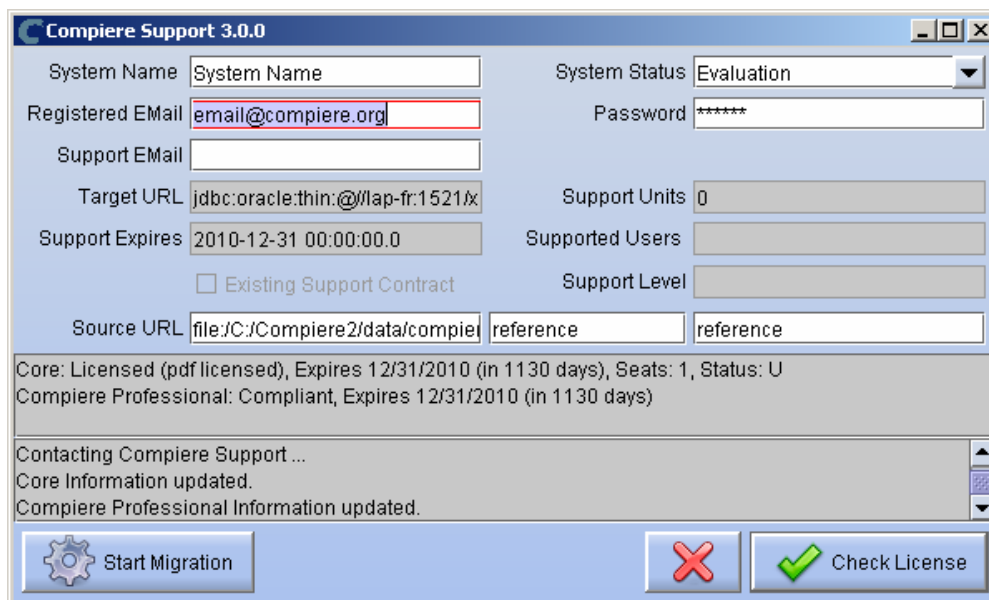 Compiere Support 3.0.0
System Name System Name System Status Evaluation
Registered EMail email@compiere.org Password ******
Support EMail
Target URL jdbc:oracle:thin:@//lap-fr:1521/x Support Units 0
Support Expires 2010-12-31 00:00:00.0 Supported Users
Existing Support Contract Support Level
Source URL file:/C:/Compiere2/data/compier reference reference
Core: Licensed (pdf licensed), Expires 12/31/2010 (in 1130 days), Seats: 1, Status: U
Compiere Professional: Compliant, Expires 12/31/2010 (in 1130 days)
Contacting Compiere Support ...
Core Information updated.
Compiere Professional Information updated.
Start Migration Check License